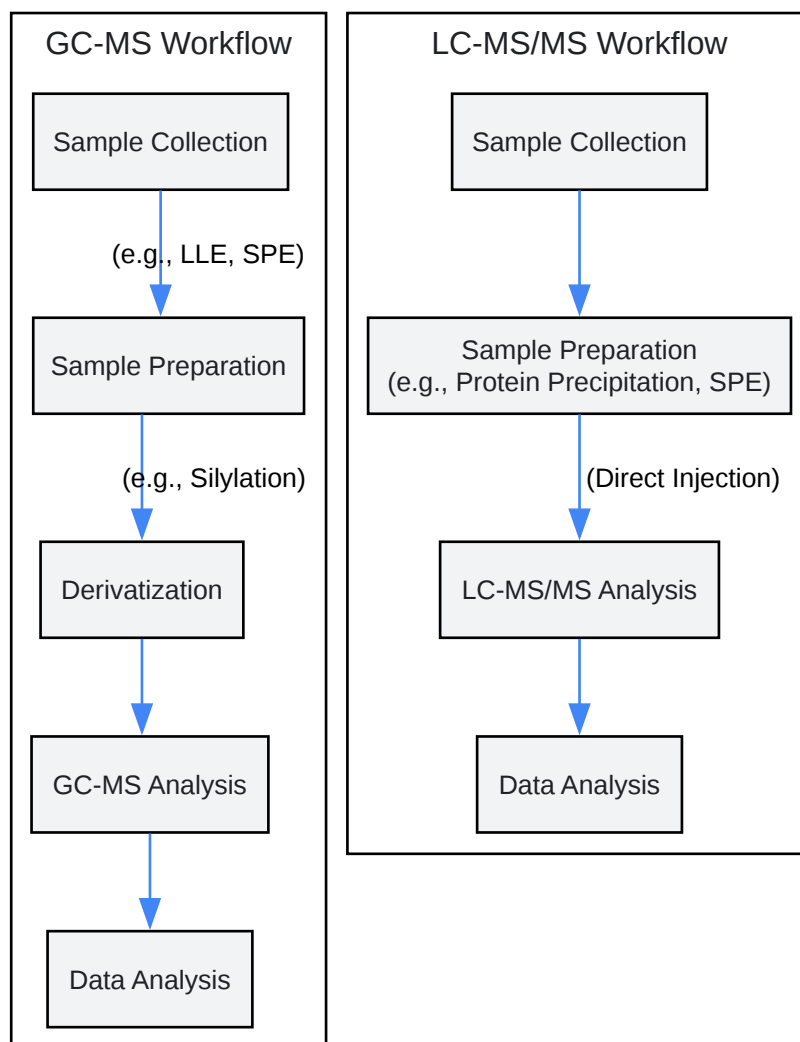 GC-MS Workflow
Sample Collection
(e.g., LLE, SPE)
Sample Preparation
(e.g., Silylation)
Derivatization
GC-MS Analysis
Data Analysis
LC-MS/MS Workflow
Sample Collection
Sample Preparation
(e.g., Protein Precipitation, SPE)
(Direct Injection)
LC-MS/MS Analysis
Data Analysis